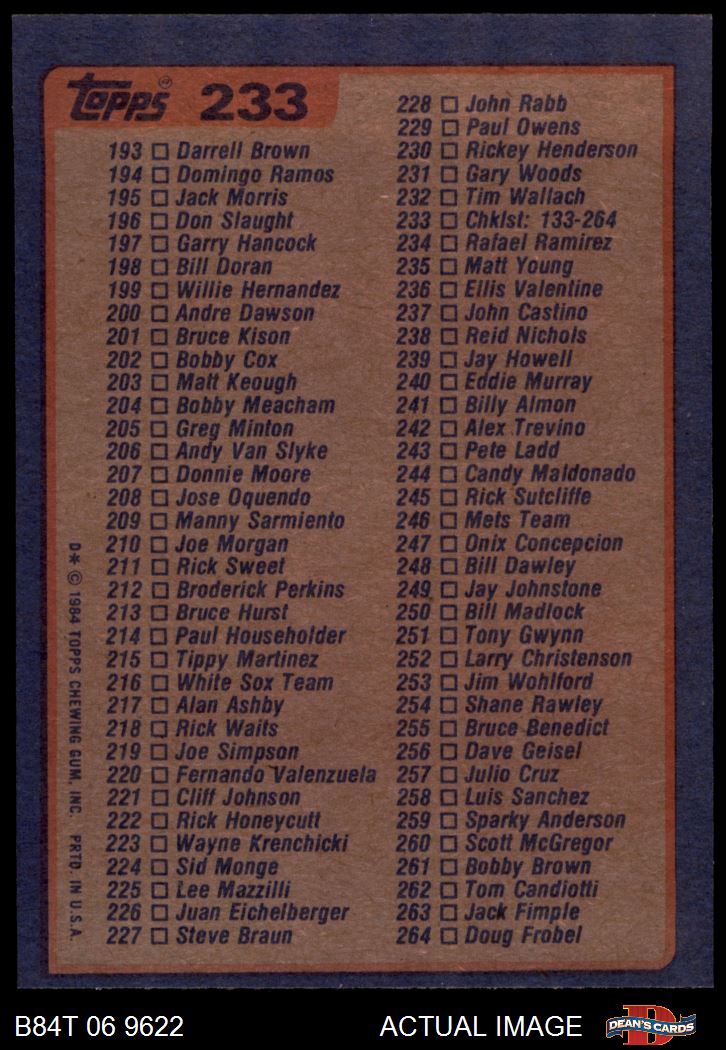 Topps 233
193 Darrell Brown
194 Domingo Ramos
195 Jack Morris
196 Don Slaught
197 Garry Hancock
198 Bill Doran
199 Willie Hernandez
200 Andre Dawson
201 Bruce Kison
202 Bobby Cox
203 Matt Keough
204 Bobby Meacham
205 Greg Minton
206 Andy Van Slyke
207 Donnie Moore
208 Jose Oquendo
209 Manny Sarmiento
210 Joe Morgan
211 Rick Sweet
212 Broderick Perkins
213 Bruce Hurst
214 Paul Householder
215 Tippy Martinez
216 White Sox Team
217 Alan Ashby
218 Rick Waits
219 Joe Simpson
220 Fernando Valenzuela
221 Cliff Johnson
222 Rick Honeycutt
223 Wayne Krenchicki
224 Sid Monge
225 Lee Mazzilli
226 Juan Eichelberger
227 Steve Braun
228 John Rabb
229 Paul Owens
230 Rickey Henderson
231 Gary Woods
232 Tim Wallach
233 Chklst: 133-264
234 Rafael Ramirez
235 Matt Young
236 Ellis Valentine
237 John Castino
238 Reid Nichols
239 Jay Howell
240 Eddie Murray
241 Billy Almon
242 Alex Trevino
243 Pete Ladd
244 Candy Maldonado
245 Rick Sutcliffe
246 Mets Team
247 Onix Concepcion
248 Bill Dawley
249 Jay Johnstone
250 Bill Madlock
251 Tony Gwynn
252 Larry Christenson
253 Jim Wohlford
254 Shane Rawley
255 Bruce Benedict
256 Dave Geisel
257 Julio Cruz
258 Luis Sanchez
259 Sparky Anderson
260 Scott McGregor
261 Bobby Brown
262 Tom Candiotti
263 Jack Fimple
264 Doug Frobel
D* © 1984 TOPPS CHEWING GUM, INC. PRTD. IN U.S.A.
B84T 06 9622 ACTUAL IMAGE
D
DEAN'S CARDS